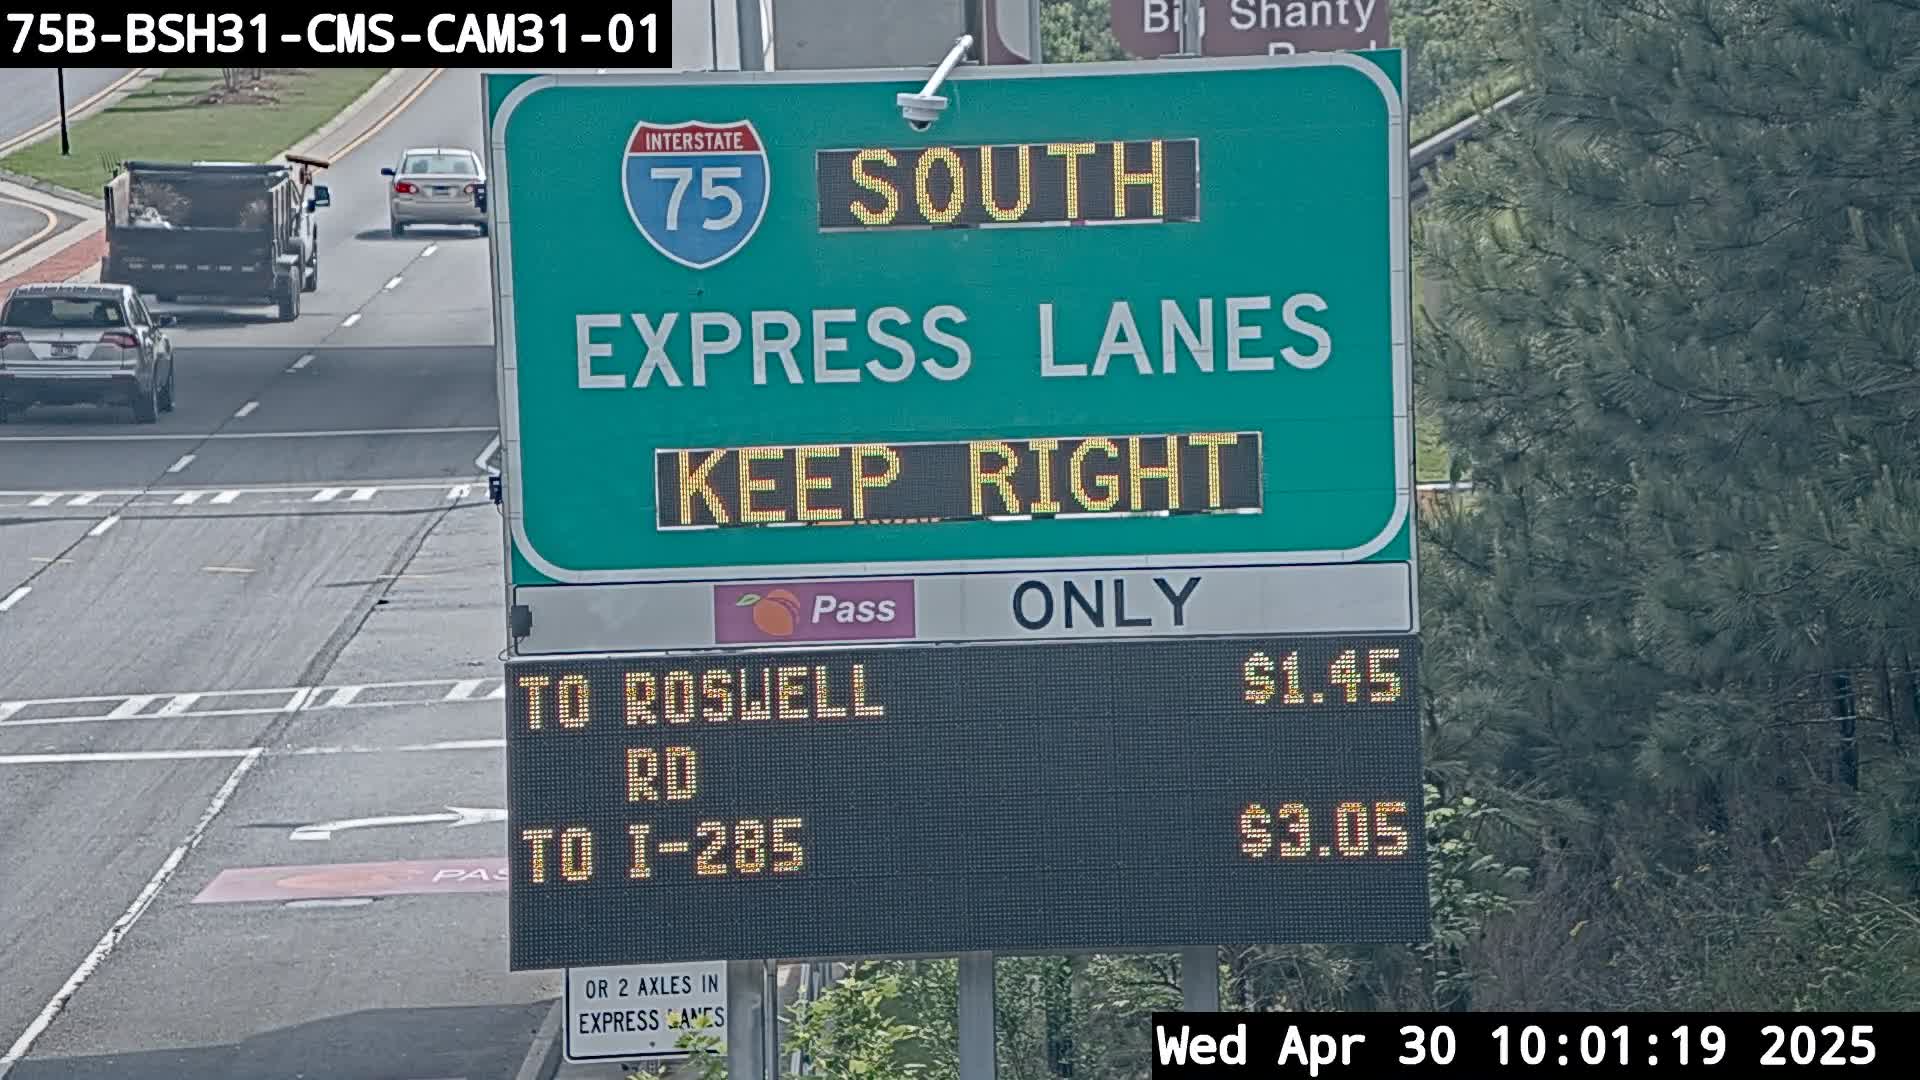 75B-BSH31-CMS-CAM31-01
Big Shanty
Road
INTERSTATE
75
SOUTH
EXPRESS LANES
KEEP RIGHT
Pass
ONLY
TO ROSWELL $1.45
RD
TO I-285 $3.05
PAS
OR 2 AXLES IN
EXPRESS LANES
Wed Apr 30 10:01:19 2025